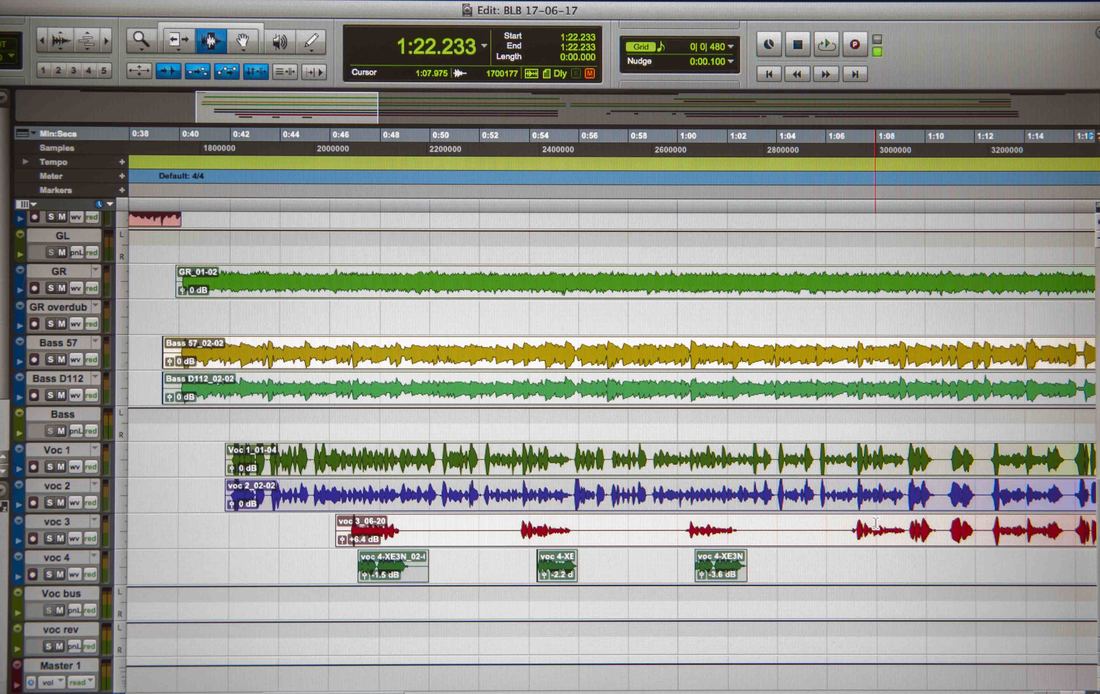 Edit: BLB 17-06-17
1:22.233
Start 1:22.233
End 1:22.233
Length 0:00.000
Cursor 1:07.975 1700177 Dly S M
Grid 0| 0| 480
Nudge 0:00.100
1 2 3 4 5
Min:Secs 0:38 0:40 0:42 0:44 0:46 0:48 0:50 0:52 0:54 0:56 0:58 1:00 1:02 1:04 1:06 1:08 1:10 1:12 1:14
Samples 1800000 2000000 2200000 2400000 2600000 2800000 3000000 3200000
Tempo
Meter Default: 4/4
Markers
S M wv red
GL L
S M pnL red R
GR GR_01-02
S M wv red 0 dB
GR overdub
S M wv red
Bass 57 Bass 57_02-02
S M wv red 0 dB
Bass D112 Bass D112_02-02
S M wv red 0 dB
Bass L
S M pnL red R
Voc 1 Voc 1_01-04
S M wv red 0 dB
voc 2 voc 2_02-02
S M wv red 0 dB
voc 3 voc 3_06-20
S M wv red +6.4 dB
voc 4 voc 4-XE3N_02- voc 4-XE voc 4-XE3N
S M wv red -1.5 dB -2.2 d -3.6 dB
Voc bus L
S M pnL red R
voc rev L
S M pnL red R
Master 1
vol read